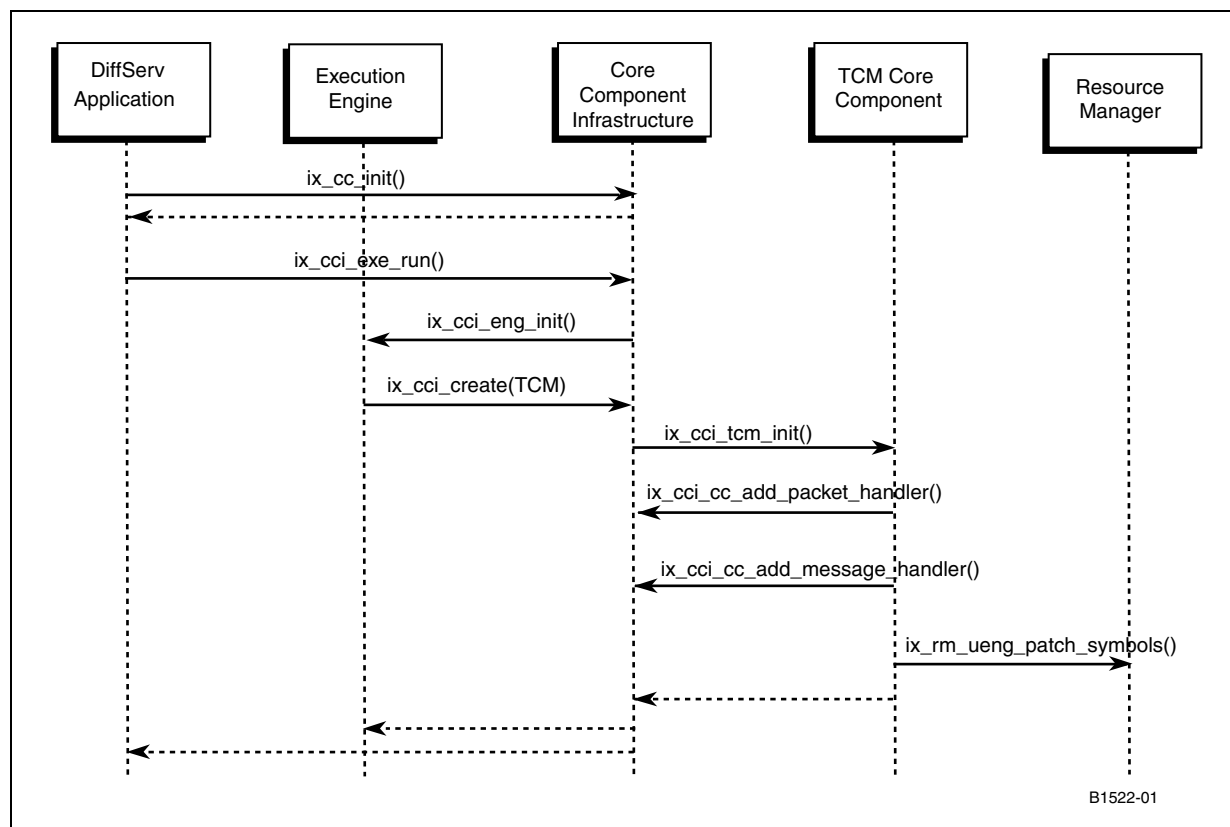 DiffServ
Application
Execution
Engine
Core
Component
Infrastructure
TCM Core
Component
Resource
Manager
ix_cc_init()
ix_cci_exe_run()
ix_cci_eng_init()
ix_cci_create(TCM)
ix_cci_tcm_init()
ix_cci_cc_add_packet_handler()
ix_cci_cc_add_message_handler()
ix_rm_ueng_patch_symbols()
B1522-01